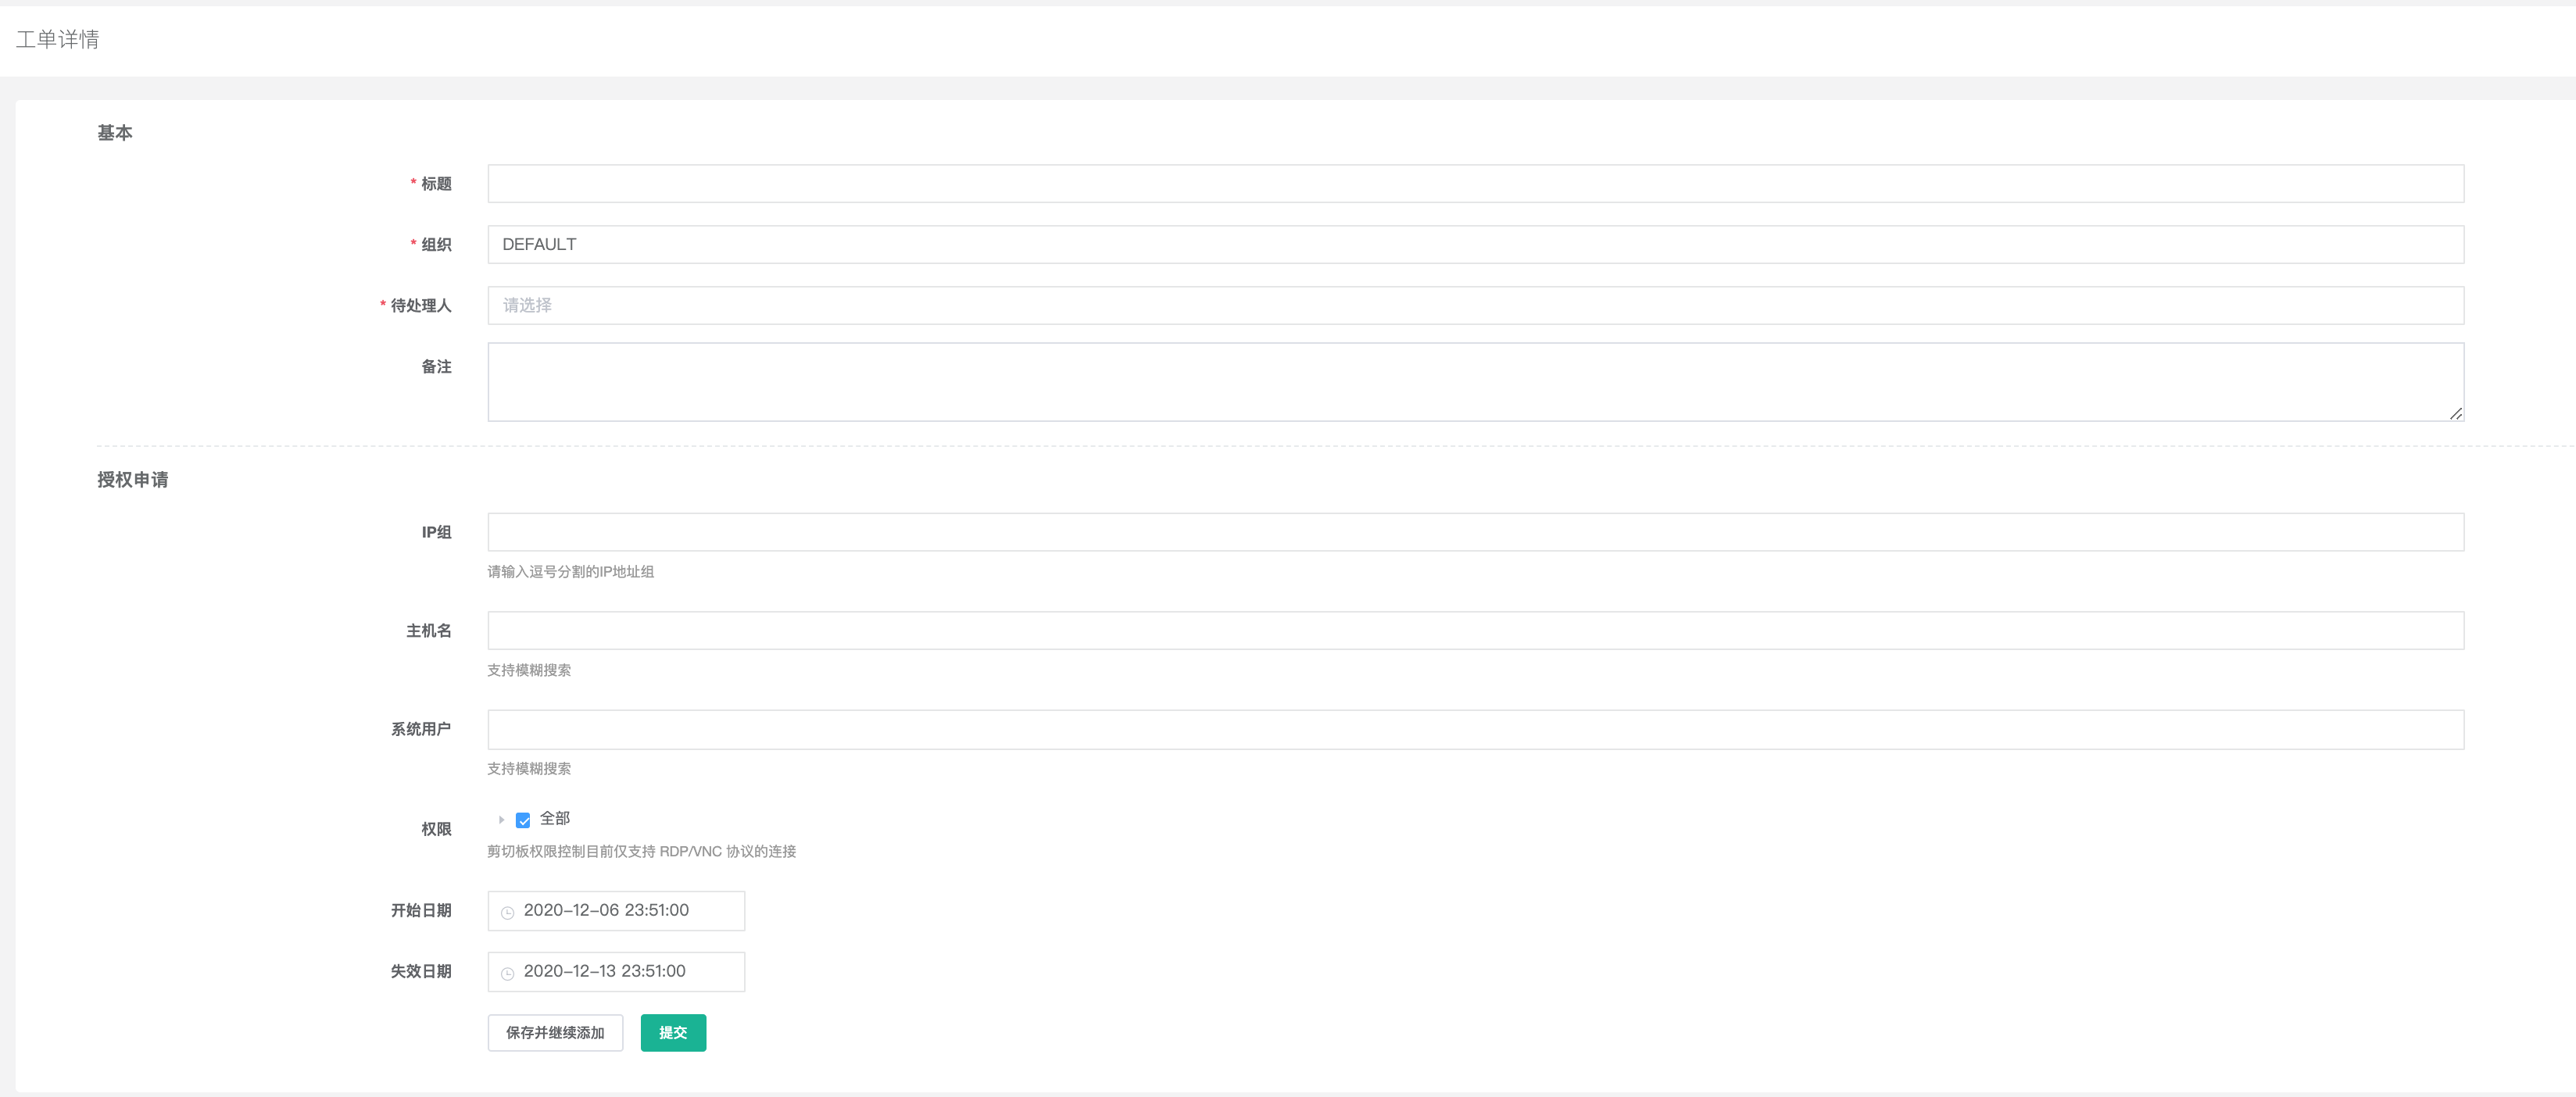 工单详情
基本
* 标题
* 组织 DEFAULT
* 待处理人 请选择
备注
授权申请
IP组
请输入逗号分割的IP地址组
主机名
支持模糊搜索
系统用户
支持模糊搜索
权限 全部
剪切板权限控制目前仅支持 RDP/VNC 协议的连接
开始日期 2020-12-06 23:51:00
失效日期 2020-12-13 23:51:00
保存并继续添加 提交